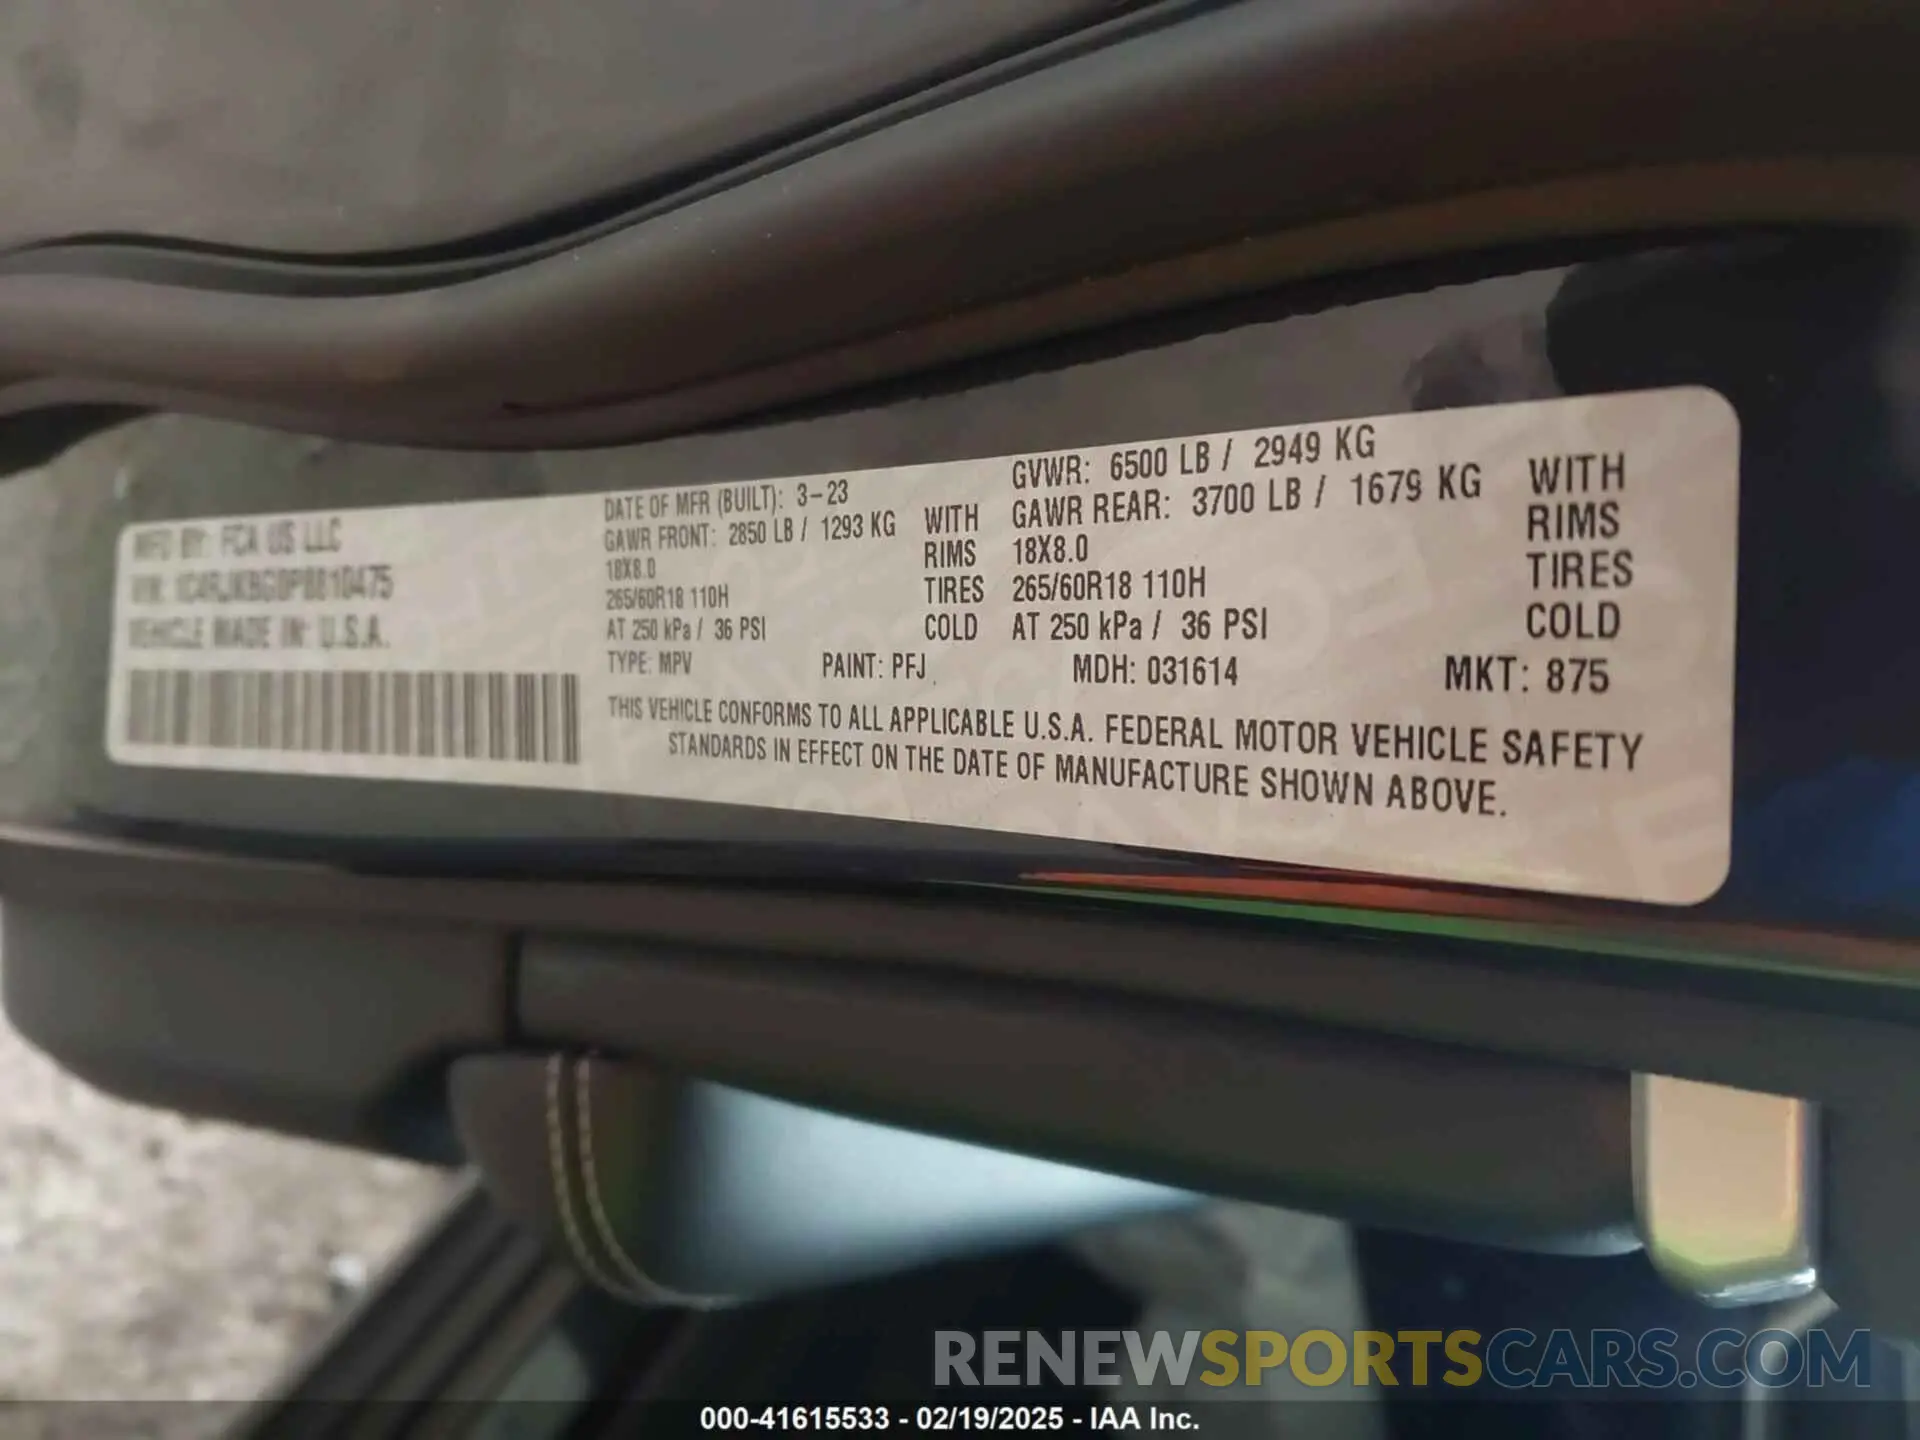 MFD BY: FCA US LLC
VIN:
VEHICLE MADE IN: U.S.A.
DATE OF MFR (BUILT): 3-23
GAWR FRONT: 2850 LB / 1293 KG WITH
18X8.0 RIMS
265/60R18 110H TIRES
AT 250 kPa / 36 PSI COLD
GVWR: 6500 LB / 2949 KG
GAWR REAR: 3700 LB / 1679 KG WITH
18X8.0 RIMS
265/60R18 110H TIRES
AT 250 kPa / 36 PSI COLD
TYPE: MPV PAINT: PFJ MDH: 031614 MKT: 875
THIS VEHICLE CONFORMS TO ALL APPLICABLE U.S.A. FEDERAL MOTOR VEHICLE SAFETY
STANDARDS IN EFFECT ON THE DATE OF MANUFACTURE SHOWN ABOVE.
RENEWSPORTSCARS.COM
000-41615533 - 02/19/2025 - IAA Inc.